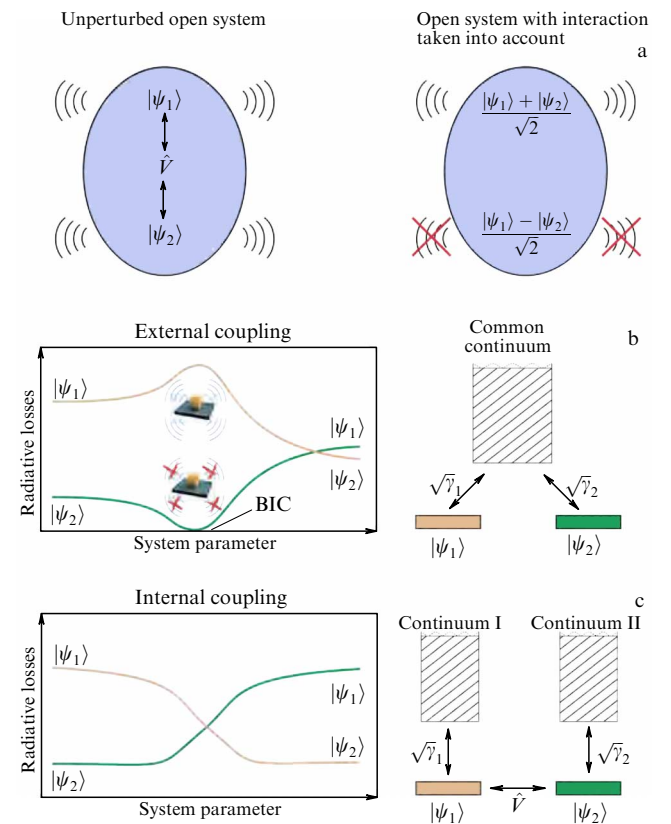 Unperturbed open system
Open system with interaction
taken into account
a
|ψ₁⟩
V̂
|ψ₂⟩
|ψ₁⟩ + |ψ₂⟩
√2
|ψ₁⟩ − |ψ₂⟩
√2
External coupling
Radiative losses
|ψ₁⟩
|ψ₂⟩
|ψ₁⟩
|ψ₂⟩
BIC
System parameter
b
Common
continuum
√γ₁
√γ₂
|ψ₁⟩
|ψ₂⟩
Internal coupling
Radiative losses
|ψ₁⟩
|ψ₂⟩
|ψ₁⟩
|ψ₂⟩
System parameter
c
Continuum I
Continuum II
√γ₁
√γ₂
|ψ₁⟩
V̂
|ψ₂⟩